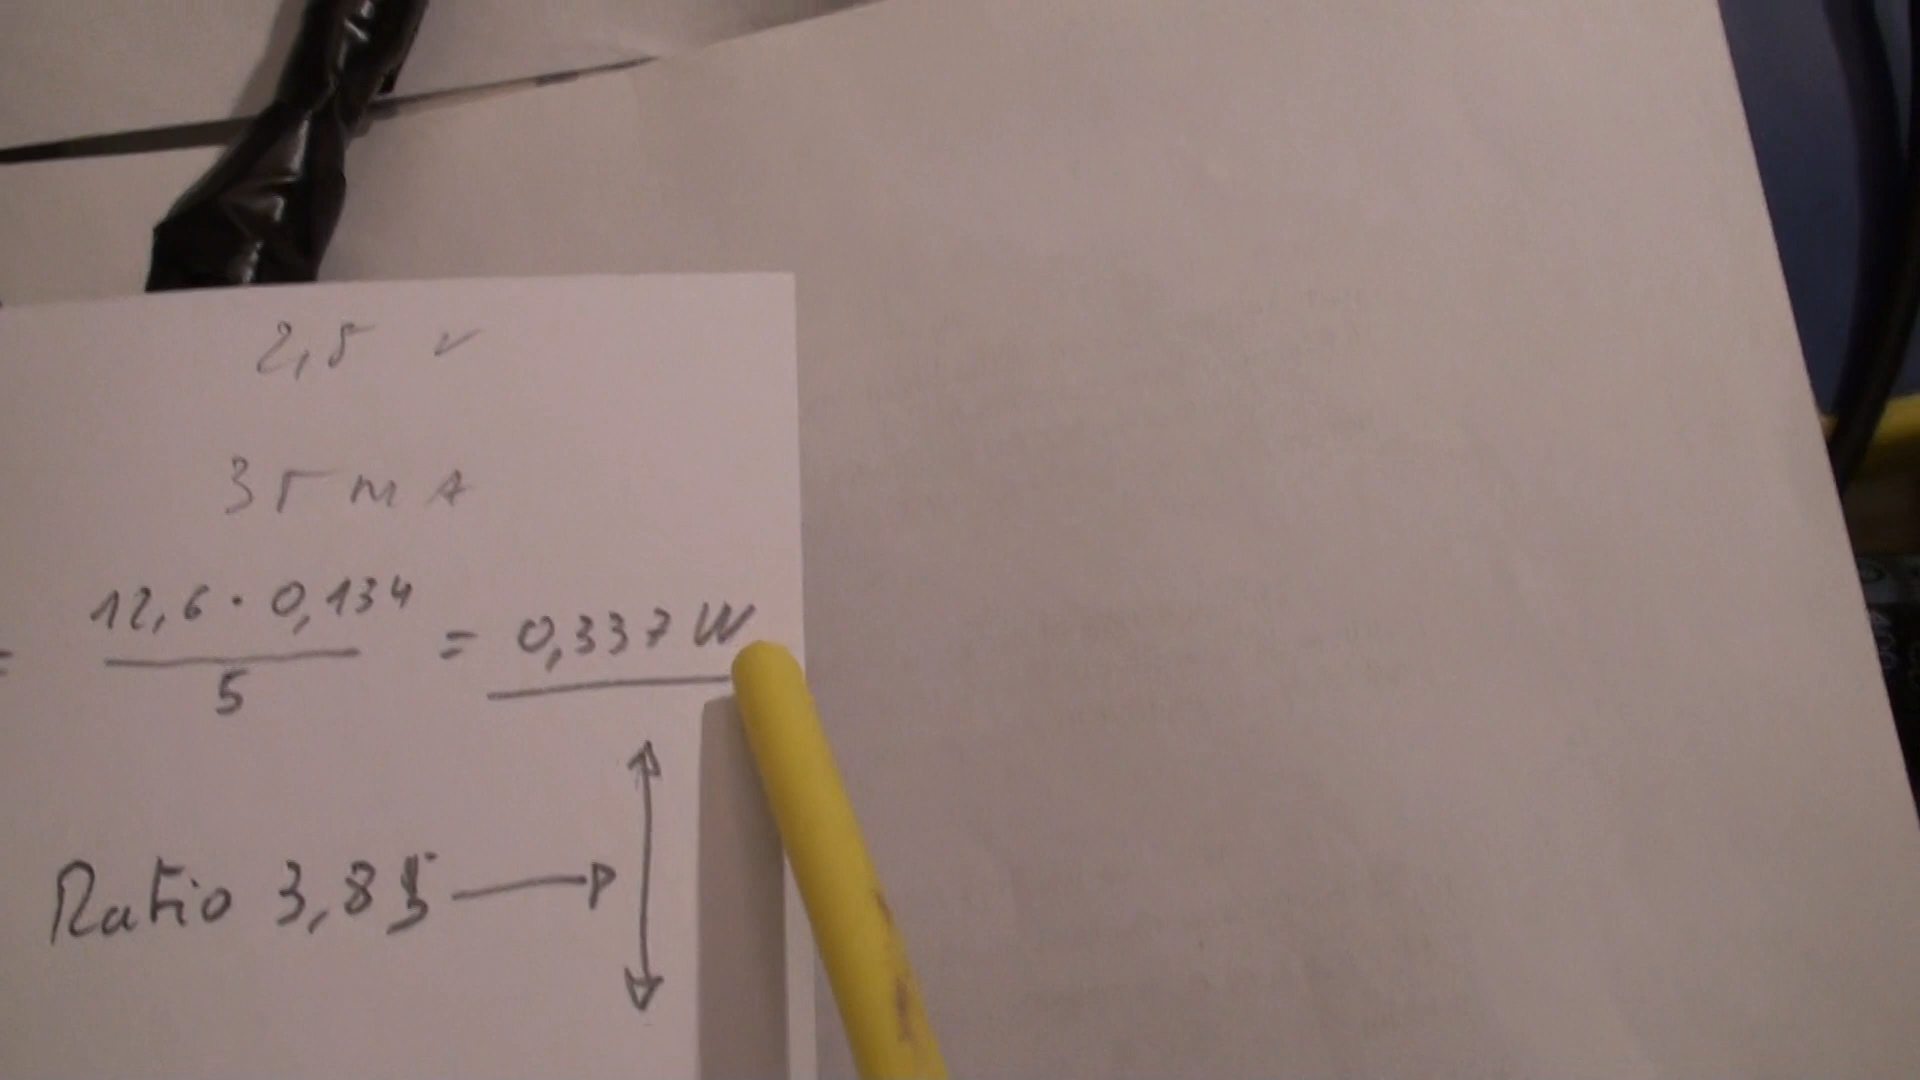 2,5 V
35 mA
= 12,6 · 0,134 = 0,337 W
5
Ratio 3,85